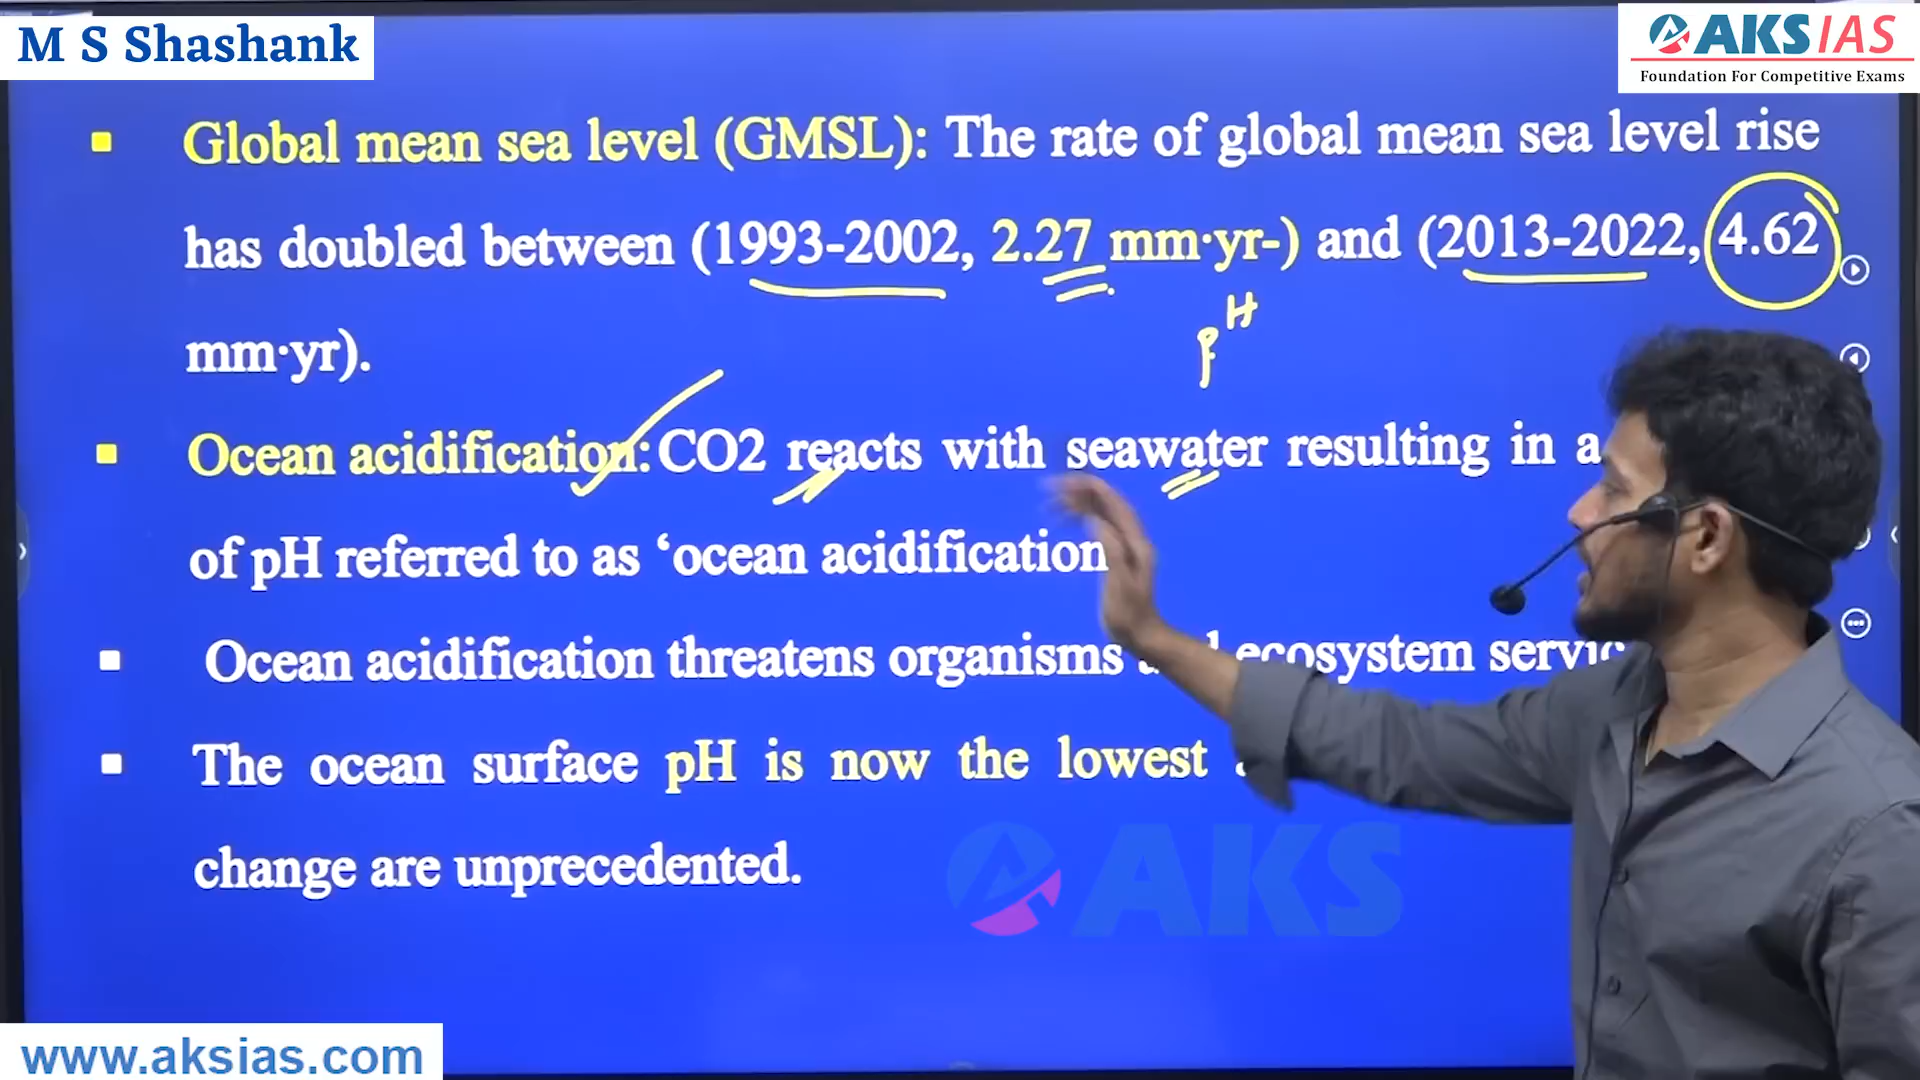 M S Shashank
AKS IAS
Foundation For Competitive Exams
Global mean sea level (GMSL): The rate of global mean sea level rise
has doubled between (1993-2002, 2.27 mm·yr-) and (2013-2022, 4.62
pH
mm·yr).
Ocean acidification: CO2 reacts with seawater resulting in a
of pH referred to as ‘ocean acidification
Ocean acidification threatens organisms ecosystem
The ocean surface pH is now the lowest
change are unprecedented.
AKS
www.aksias.com